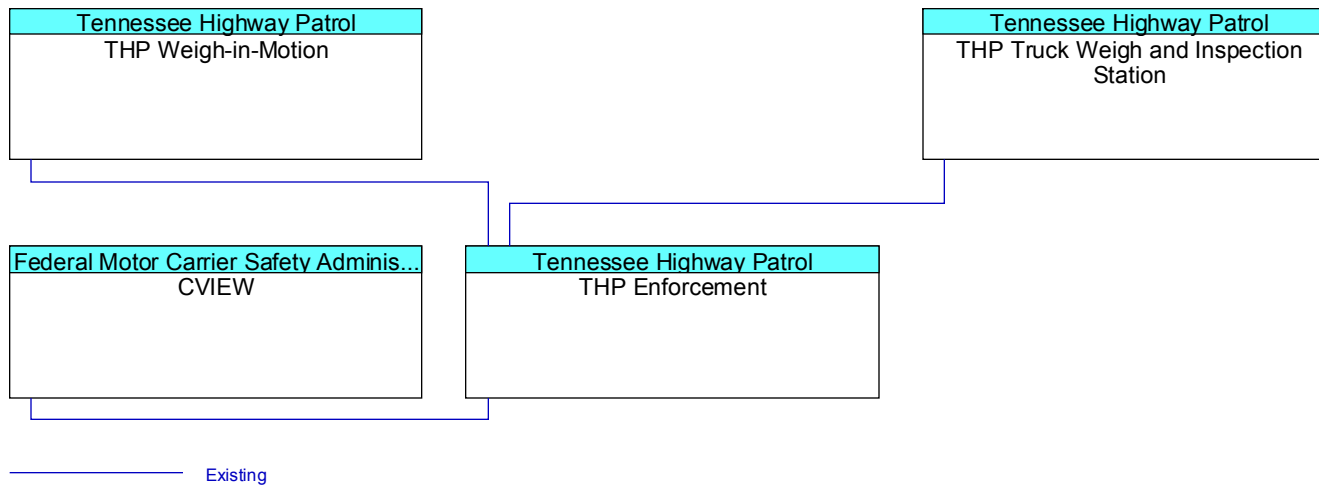 Tennessee Highway Patrol
THP Weigh-in-Motion
Tennessee Highway Patrol
THP Truck Weigh and Inspection
Station
Federal Motor Carrier Safety Adminis...
CVIEW
Tennessee Highway Patrol
THP Enforcement
Existing